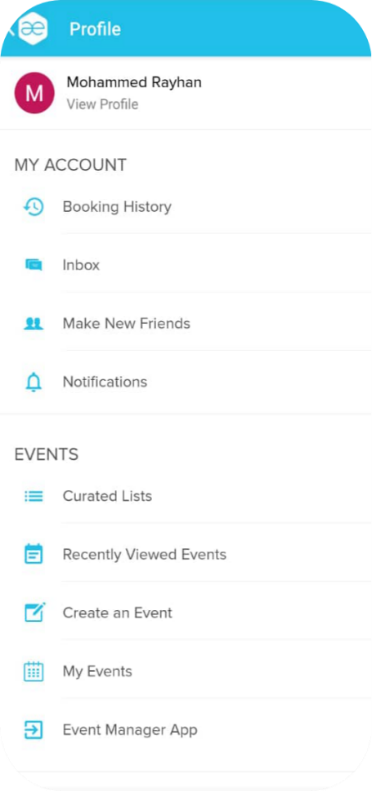 æ Profile
M
Mohammed Rayhan
View Profile
MY ACCOUNT
Booking History
Inbox
Make New Friends
Notifications
EVENTS
Curated Lists
Recently Viewed Events
Create an Event
My Events
Event Manager App